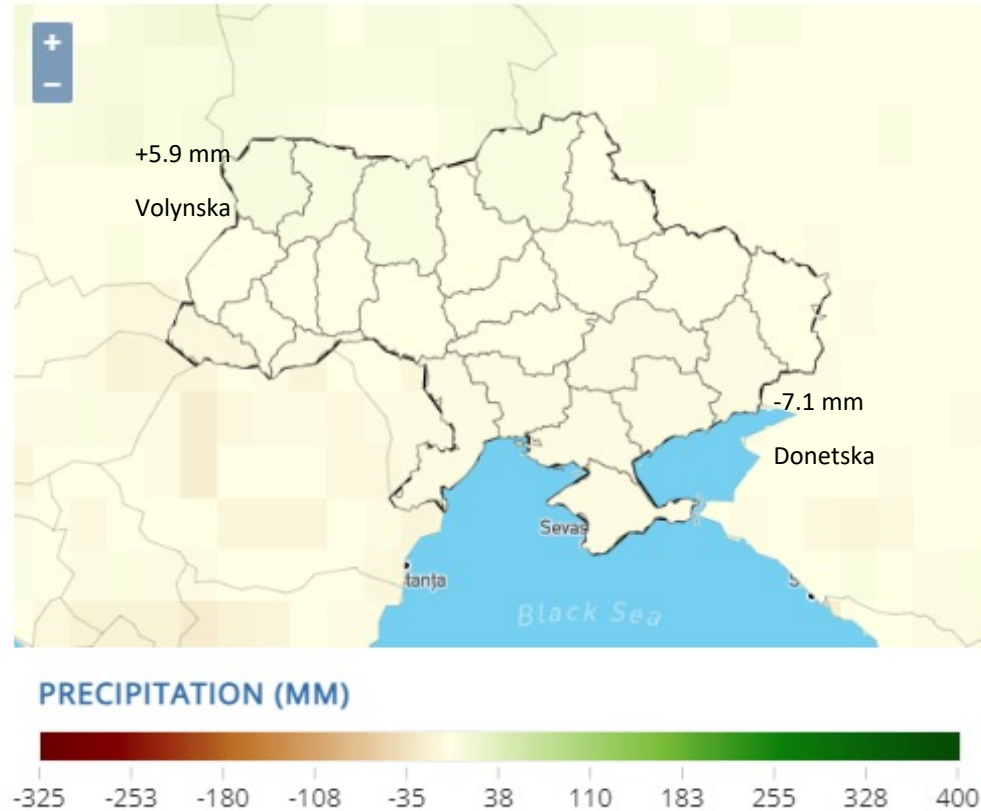 +
−
+5.9 mm
Volynska
-7.1 mm
Donetska
Sevas
tanţa
S
Black Sea
PRECIPITATION (MM)
-325 -253 -180 -108 -35 38 110 183 255 328 400